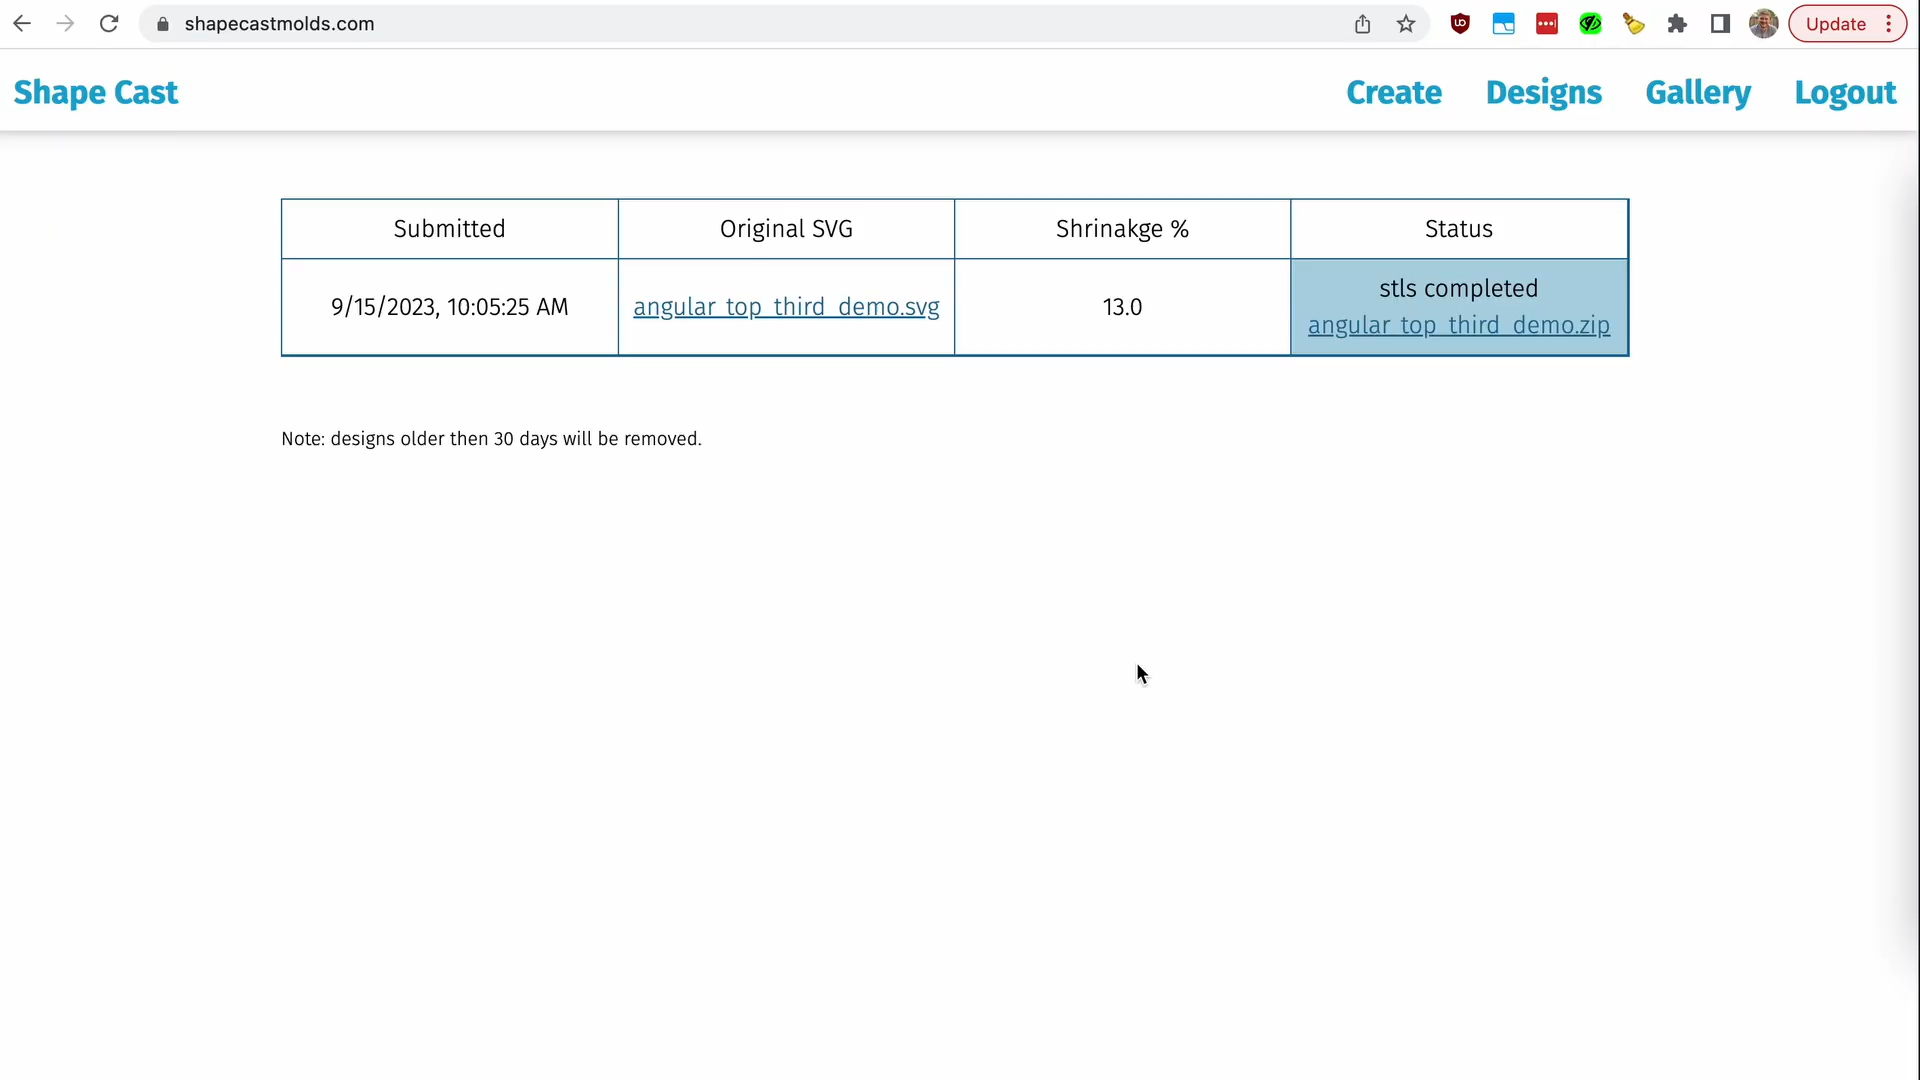 shapecastmolds.com
Update
Shape Cast
Create Designs Gallery Logout
Submitted Original SVG Shrinakge % Status
9/15/2023, 10:05:25 AM angular_top_third_demo.svg 13.0 stls completed
angular_top_third_demo.zip
Note: designs older then 30 days will be removed.